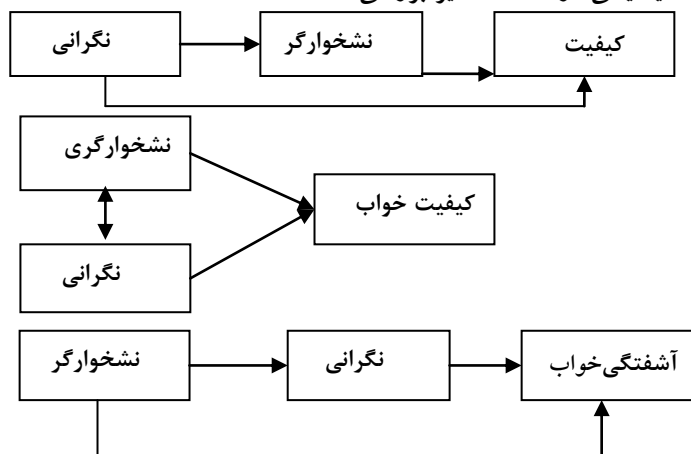 نگرانی
نشخوارگر
کیفیت
نشخوارگری
کیفیت خواب
نگرانی
نشخوارگر
نگرانی
آشفتگی‌خواب